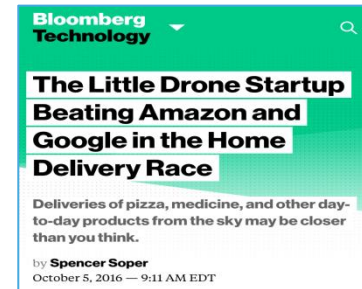 Bloomberg
Technology
The Little Drone Startup
Beating Amazon and
Google in the Home
Delivery Race
Deliveries of pizza, medicine, and other day-
to-day products from the sky may be closer
than you think.
by Spencer Soper
October 5, 2016 — 9:11 AM EDT